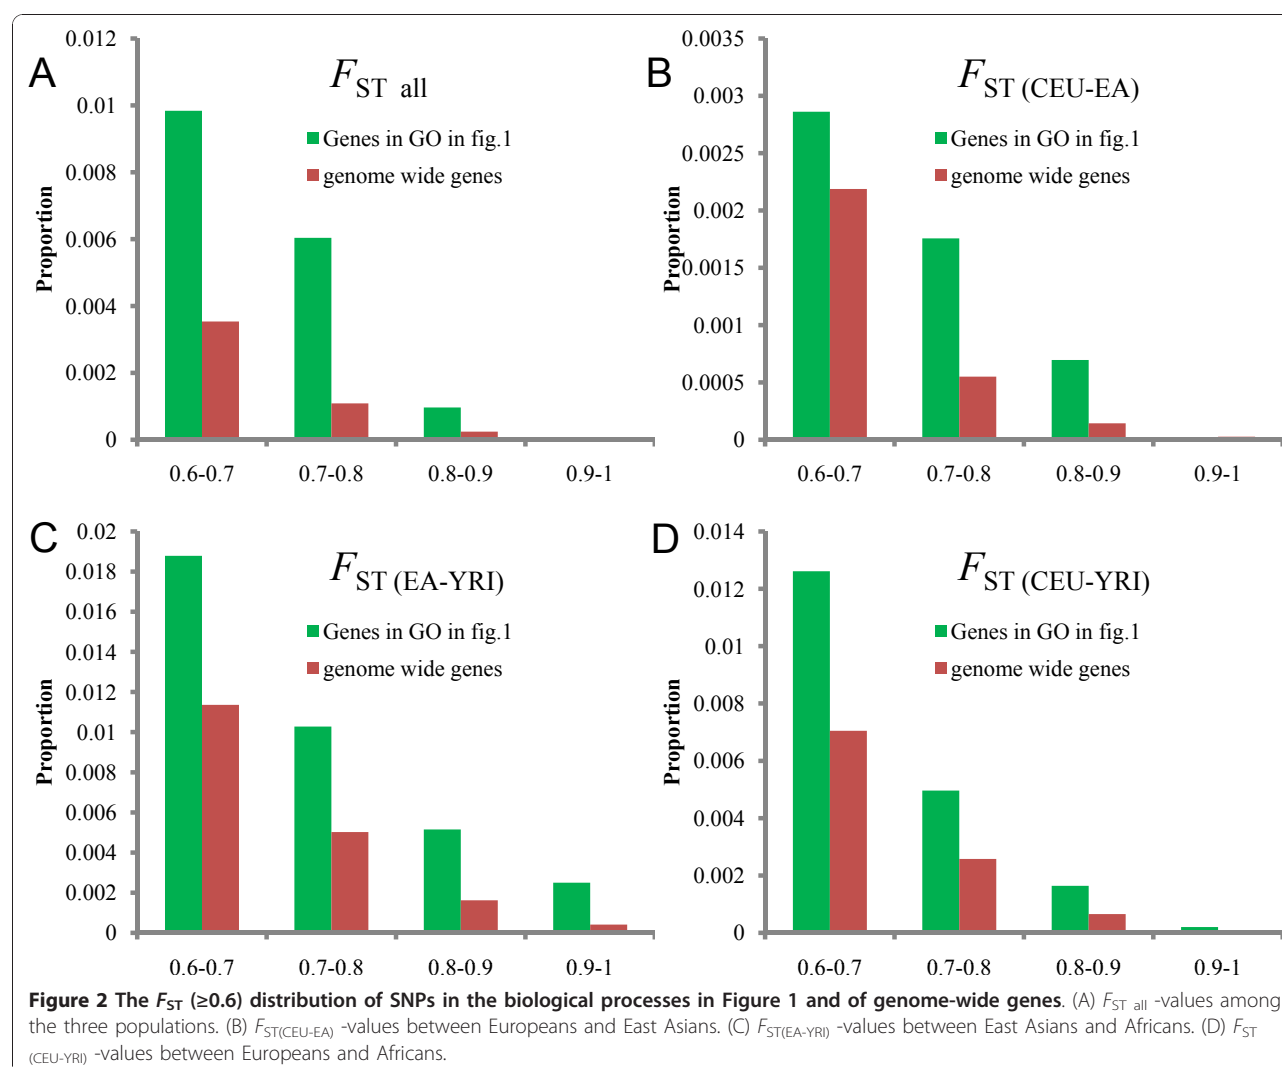 A
F ST all
Genes in GO in fig.1
genome wide genes
Proportion
0.012
0.01
0.008
0.006
0.004
0.002
0
0.6-0.7 0.7-0.8 0.8-0.9 0.9-1
B
F ST (CEU-EA)
Genes in GO in fig.1
genome wide genes
Proportion
0.0035
0.003
0.0025
0.002
0.0015
0.001
0.0005
0
0.6-0.7 0.7-0.8 0.8-0.9 0.9-1
C
F ST (EA-YRI)
Genes in GO in fig.1
genome wide genes
Proportion
0.02
0.018
0.016
0.014
0.012
0.01
0.008
0.006
0.004
0.002
0
0.6-0.7 0.7-0.8 0.8-0.9 0.9-1
D
F ST (CEU-YRI)
Genes in GO in fig.1
genome wide genes
Proportion
0.014
0.012
0.01
0.008
0.006
0.004
0.002
0
0.6-0.7 0.7-0.8 0.8-0.9 0.9-1
Figure 2 The FST (≥0.6) distribution of SNPs in the biological processes in Figure 1 and of genome-wide genes. (A) FST all -values among
the three populations. (B) FST(CEU-EA) -values between Europeans and East Asians. (C) FST(EA-YRI) -values between East Asians and Africans. (D) FST
(CEU-YRI) -values between Europeans and Africans.